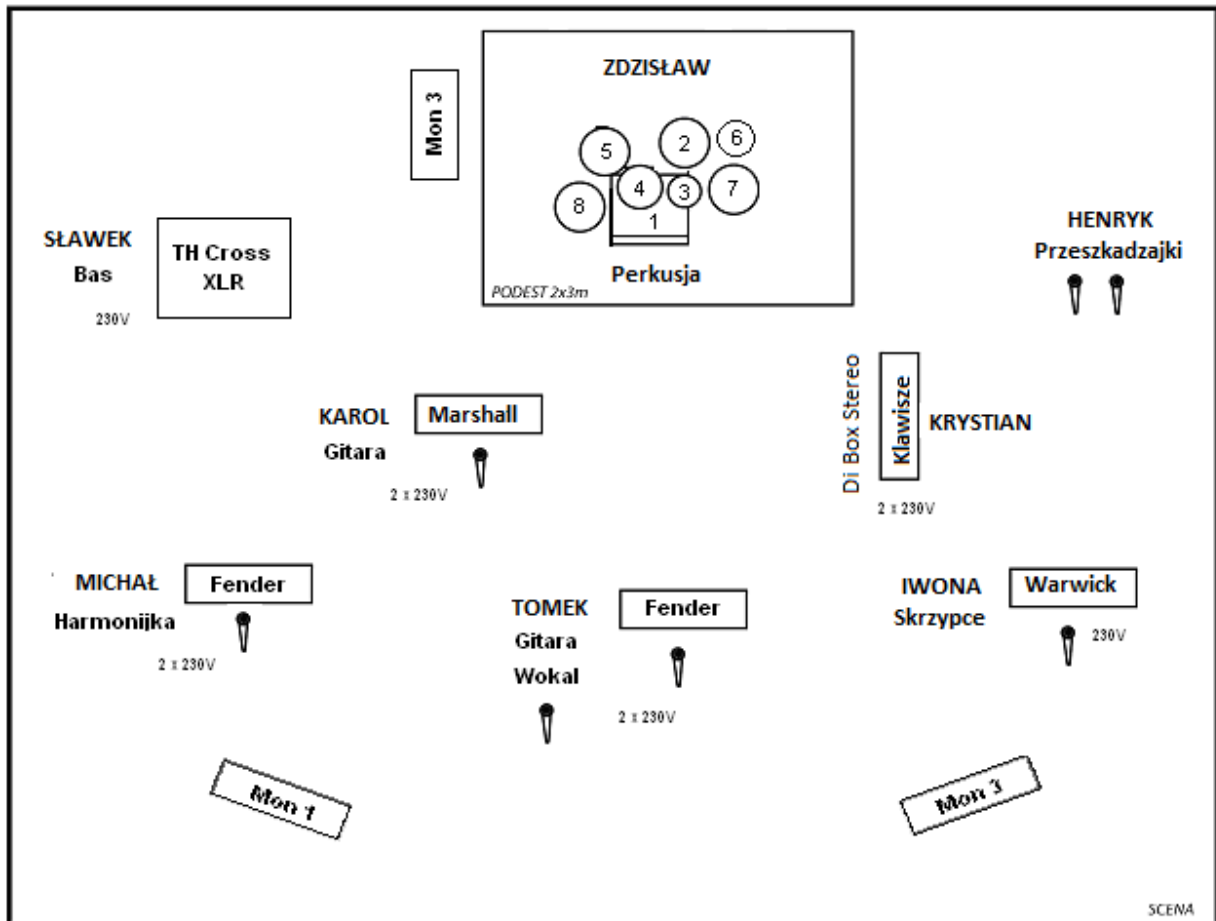 ZDZISŁAW
Mon 3
5
2
6
4
3
7
8
1
Perkusja
PODEST 2x3m
SŁAWEK
Bas
230V
TH Cross
XLR
HENRYK
Przeszkadzajki
KAROL
Gitara
Marshall
2 x 230V
Di Box Stereo
Klawisze
KRYSTIAN
2 x 230V
MICHAŁ
Harmonijka
Fender
2 x 230V
TOMEK
Gitara
Wokal
Fender
2 x 230V
IWONA
Skrzypce
Warwick
230V
Mon 1
Mon 3
SCENA